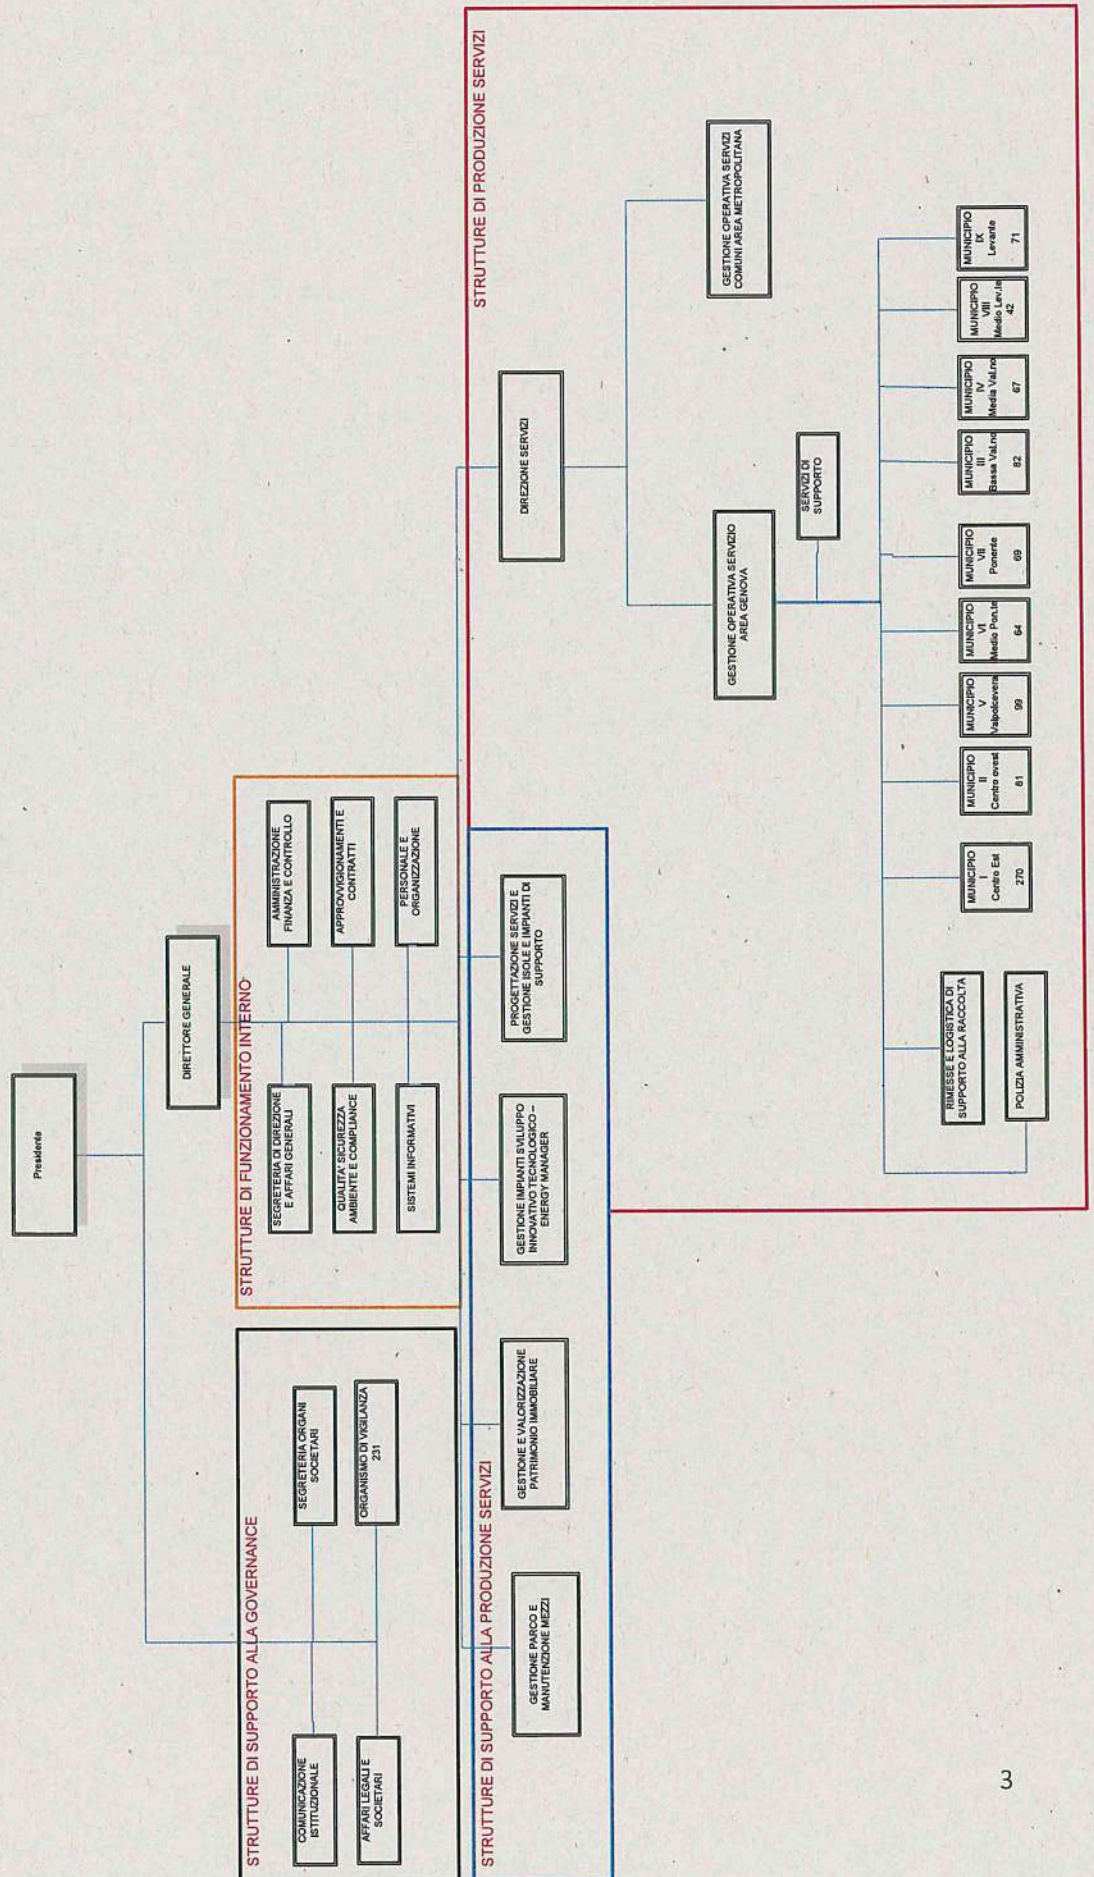 Presidente
DIRETTORE GENERALE
STRUTTURE DI SUPPORTO ALLA GOVERNANCE
COMUNICAZIONE
ISTITUZIONALE
SEGRETERIA ORGANI
SOCIETARI
AFFARI LEGALI E
SOCIETARI
ORGANISMO DI VIGILANZA
231
STRUTTURE DI FUNZIONAMENTO INTERNO
SEGRETERIA DI DIREZIONE
E AFFARI GENERALI
AMMINISTRAZIONE
FINANZA E CONTROLLO
QUALITA' SICUREZZA
AMBIENTE E COMPLIANCE
APPROVVIGIONAMENTI E
CONTRATTI
SISTEMI INFORMATIVI
PERSONALE E
ORGANIZZAZIONE
STRUTTURE DI SUPPORTO ALLA PRODUZIONE SERVIZI
GESTIONE PARCO E
MANUTENZIONE MEZZI
GESTIONE E VALORIZZAZIONE
PATRIMONIO IMMOBILIARE
GESTIONE IMPIANTI SVILUPPO
INNOVATIVO TECNOLOGICO –
ENERGY MANAGER
PROGETTAZIONE SERVIZI E
GESTIONE ISOLE E IMPIANTI DI
SUPPORTO
STRUTTURE DI PRODUZIONE SERVIZI
DIREZIONE SERVIZI
GESTIONE OPERATIVA SERVIZIO
AREA GENOVA
GESTIONE OPERATIVA SERVIZI
COMUNI AREA METROPOLITANA
SERVIZI DI
SUPPORTO
RIMESSE E LOGISTICA DI
SUPPORTO ALLA RACCOLTA
POLIZIA AMMINISTRATIVA
MUNICIPIO
I
Centro Est
270
MUNICIPIO
II
Centro ovest
81
MUNICIPIO
V
Valpolcevera
99
MUNICIPIO
VI
Medio Pon.te
64
MUNICIPIO
VII
Ponente
69
MUNICIPIO
III
Bassa Val.no
82
MUNICIPIO
IV
Media Val.no
67
MUNICIPIO
VIII
Medio Lev.te
42
MUNICIPIO
IX
Levante
71
3